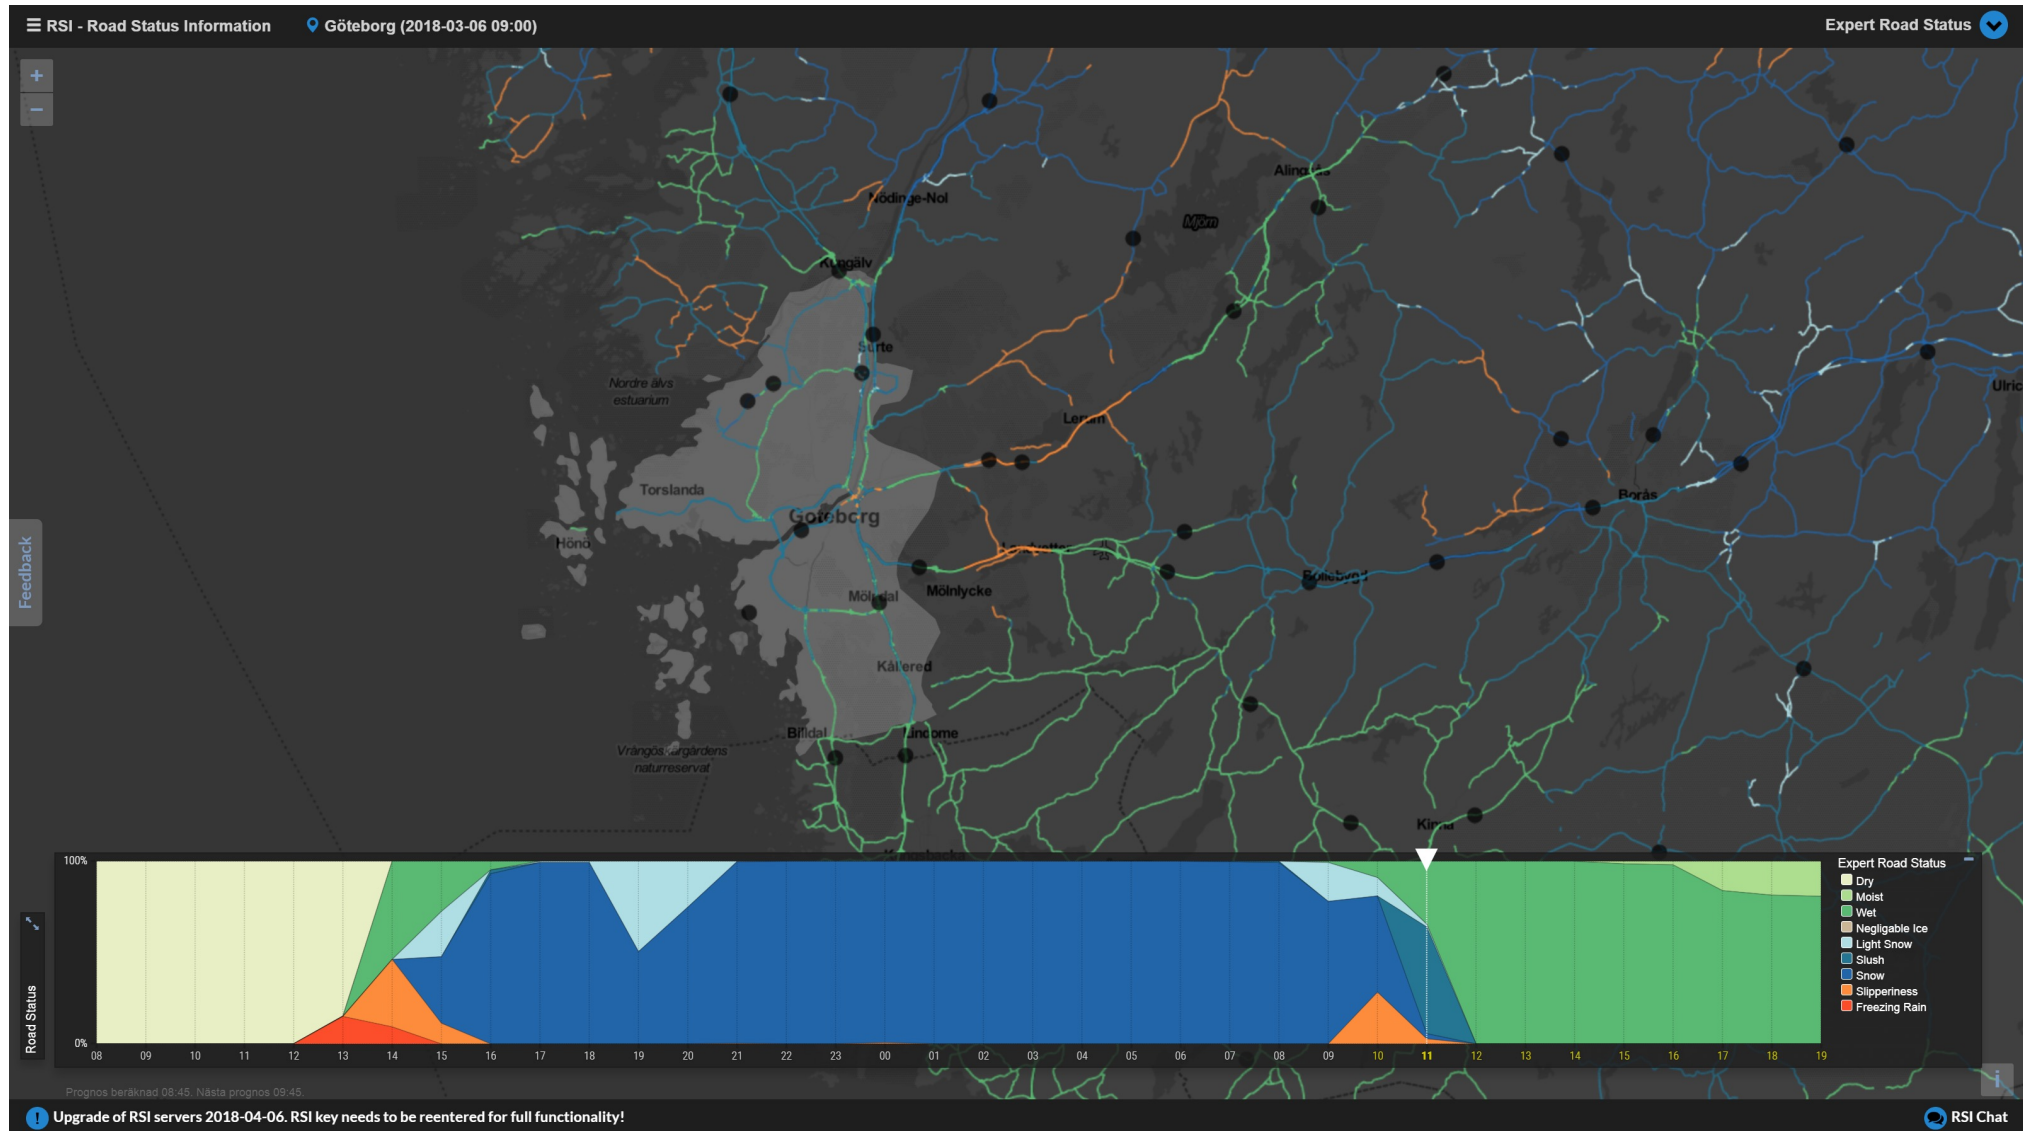 RSI - Road Status Information
Göteborg (2018-03-06 09:00)
Expert Road Status
+
−
Alingsås
Nödinge-Nol
Mjörn
Kungälv
Surte
Ulric
Nordre älvs
estuarium
Lerum
Torslanda
Borås
Göteborg
Hönö
Landvetter
Bollebygd
Mölnlycke
Mölndal
Feedback
Kållered
Billdal
Lindome
Vrångöskärgårdens
naturreservat
Kinna
Kungsbacka
100%
0%
Road Status
08 09 10 11 12 13 14 15 16 17 18 19 20 21 22 23 00 01 02 03 04 05 06 07 08 09 10 11 12 13 14 15 16 17 18 19
Expert Road Status
Dry
Moist
Wet
Negligable Ice
Light Snow
Slush
Snow
Slipperiness
Freezing Rain
Prognos beräknad 08:45. Nästa prognos 09:45.
i
! Upgrade of RSI servers 2018-04-06. RSI key needs to be reentered for full functionality!
RSI Chat